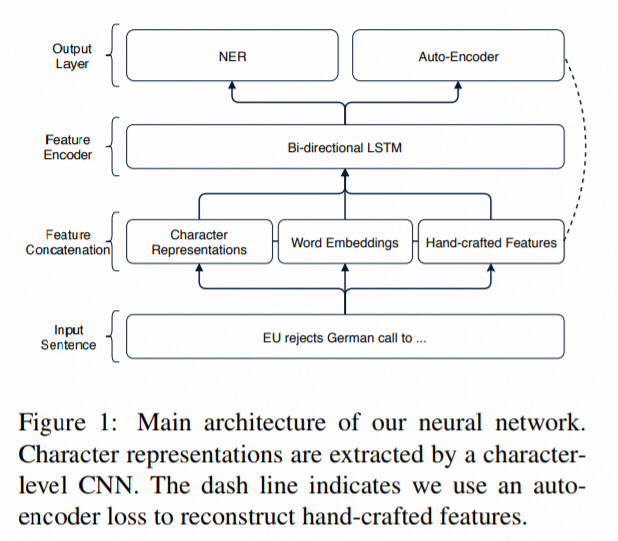 Output
Layer
NER
Auto-Encoder
Feature
Encoder
Bi-directional LSTM
Feature
Concatenation
Character
Representations
Word Embeddings
Hand-crafted Features
Input
Sentence
EU rejects German call to ...
Figure 1: Main architecture of our neural network.
Character representations are extracted by a character-
level CNN. The dash line indicates we use an auto-
encoder loss to reconstruct hand-crafted features.